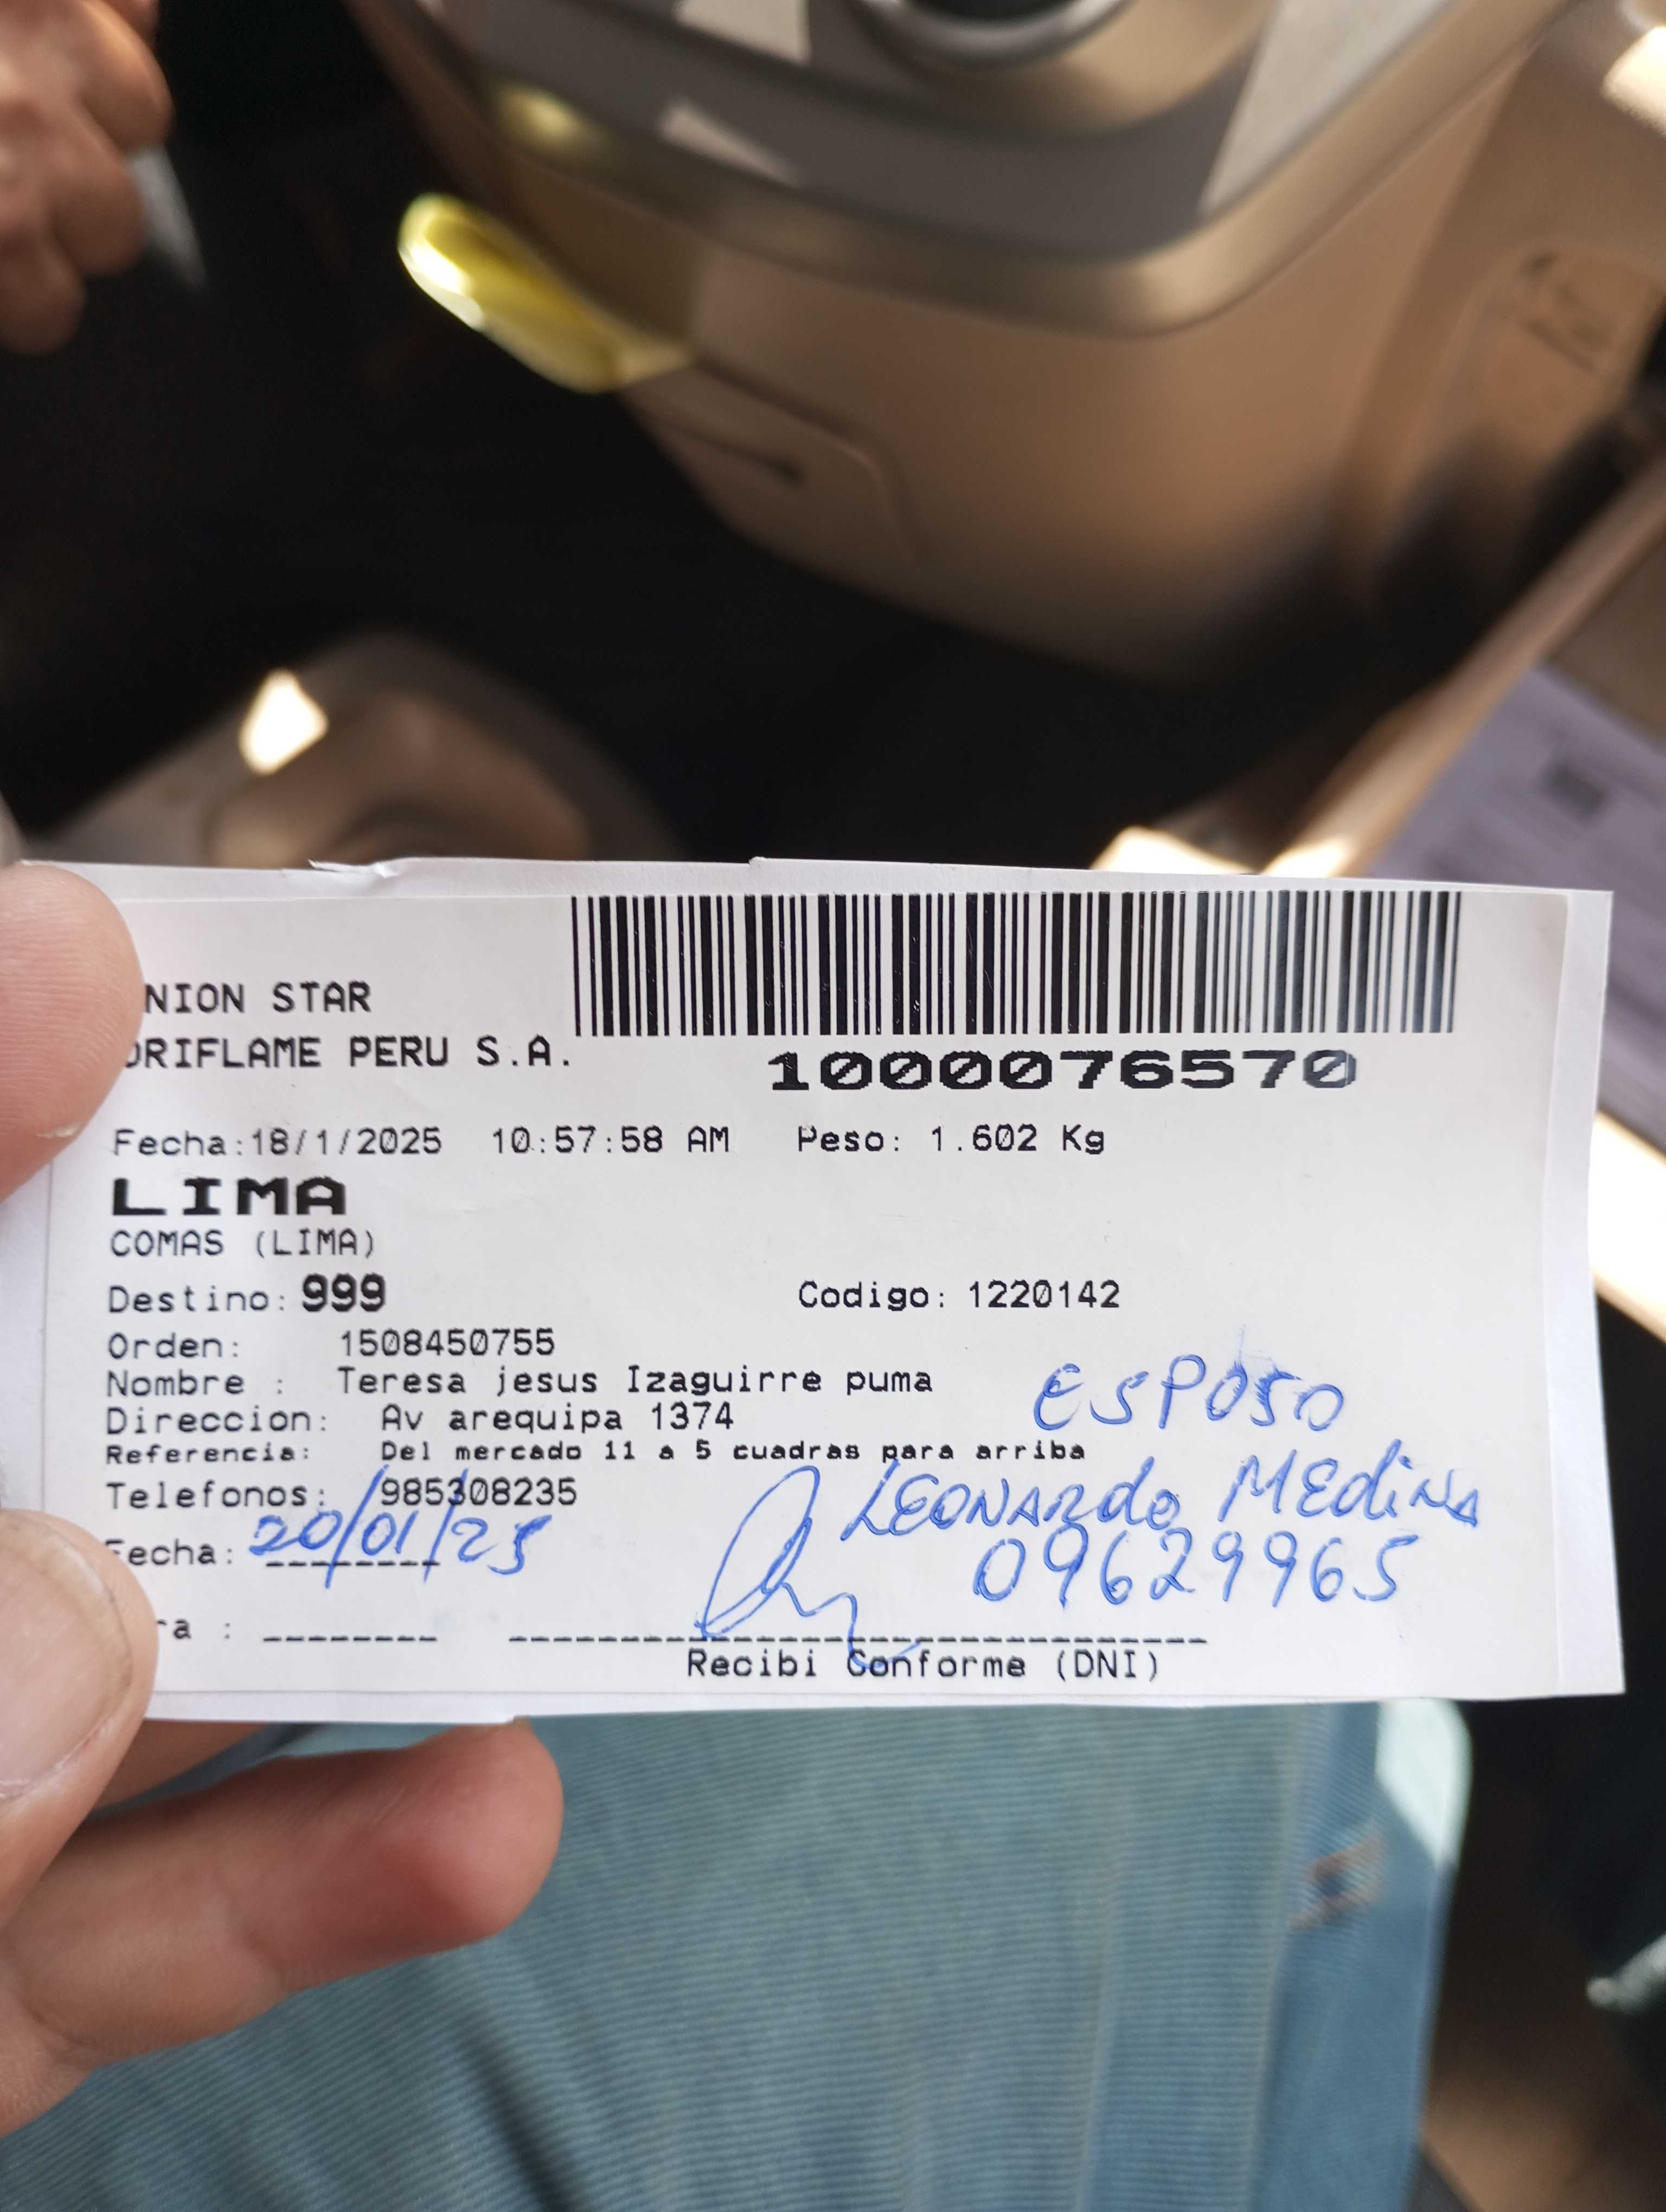 NION STAR
ORIFLAME PERU S.A.
1000076570
Fecha:18/1/2025 10:57:58 AM Peso: 1.602 Kg
LIMA
COMAS (LIMA)
Destino: 999 Codigo: 1220142
Orden: 1508450755
Nombre : Teresa jesus Izaguirre puma
ESPOSO
Direccion: Av arequipa 1374
Referencia: Del mercado 11 a 5 cuadras para arriba
Telefonos: 985308235
LEONARdo MEdiNA
Fecha: 20/01/25
09629965
ra :
Recibi Conforme (DNI)